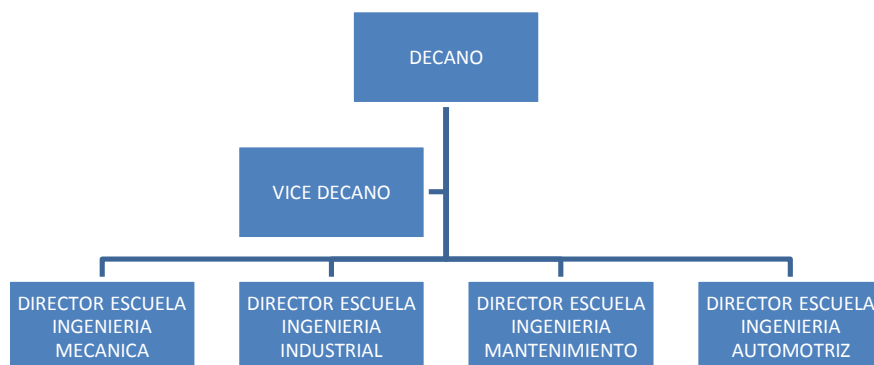 DECANO
VICE DECANO
DIRECTOR ESCUELA
INGENIERIA
MECANICA
DIRECTOR ESCUELA
INGENIERIA
INDUSTRIAL
DIRECTOR ESCUELA
INGENIERIA
MANTENIMIENTO
DIRECTOR ESCUELA
INGENIERIA
AUTOMOTRIZ